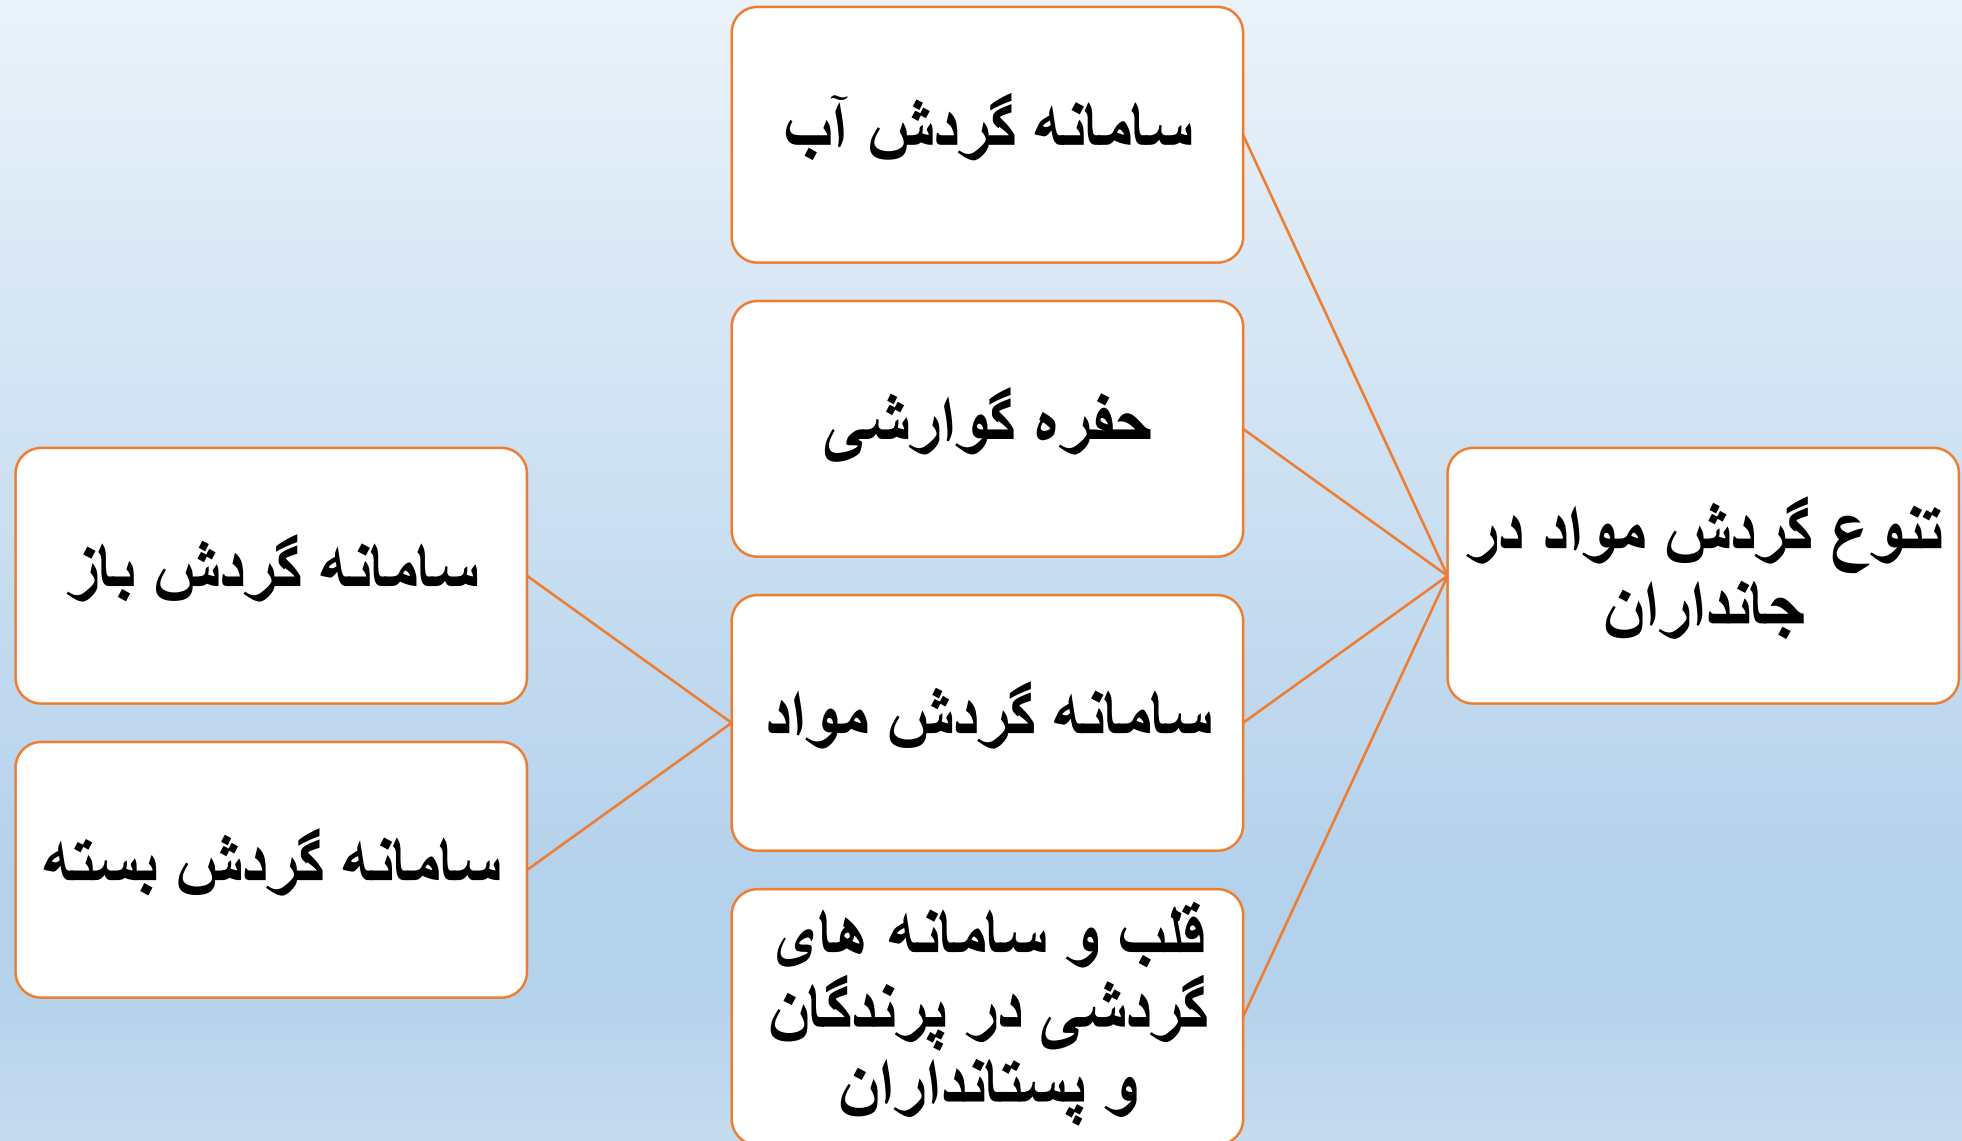 تنوع گردش مواد در
جانداران
سامانه گردش آب
حفره گوارشی
سامانه گردش مواد
سامانه گردش باز
سامانه گردش بسته
قلب و سامانه های
گردشی در پرندگان
و پستانداران